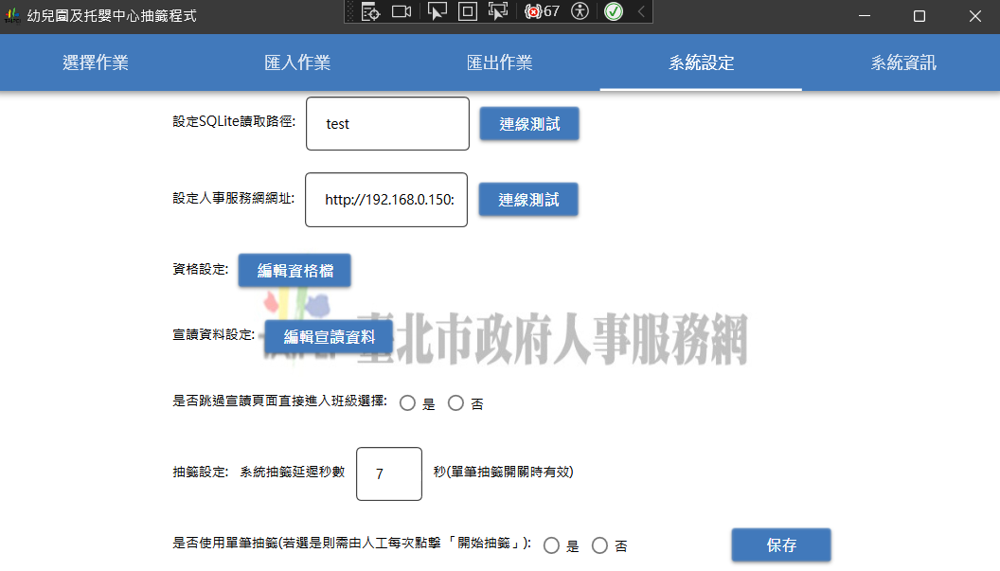 幼兒園及托嬰中心抽籤程式
67
選擇作業 匯入作業 匯出作業 系統設定 系統資訊
設定SQLite讀取路徑: test 連線測試
設定人事服務網網址: http://192.168.0.150: 連線測試
資格設定: 編輯資格檔
臺北市政府人事服務網
宣讀資料設定: 編輯宣讀資料
是否跳過宣讀頁面直接進入班級選擇: 是 否
抽籤設定: 系統抽籤延遲秒數 7 秒(單筆抽籤開關時有效)
是否使用單筆抽籤(若選是則需由人工每次點擊「開始抽籤」): 是 否
保存